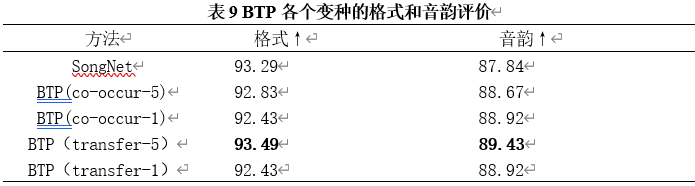 表 9 BTP 各个变种的格式和音韵评价
方法 格式↑ 音韵↑
SongNet 93.29 87.84
BTP(co-occur-5) 92.83 88.67
BTP(co-occur-1) 92.43 88.92
BTP（transfer-5） 93.49 89.43
BTP（transfer-1） 92.43 88.92